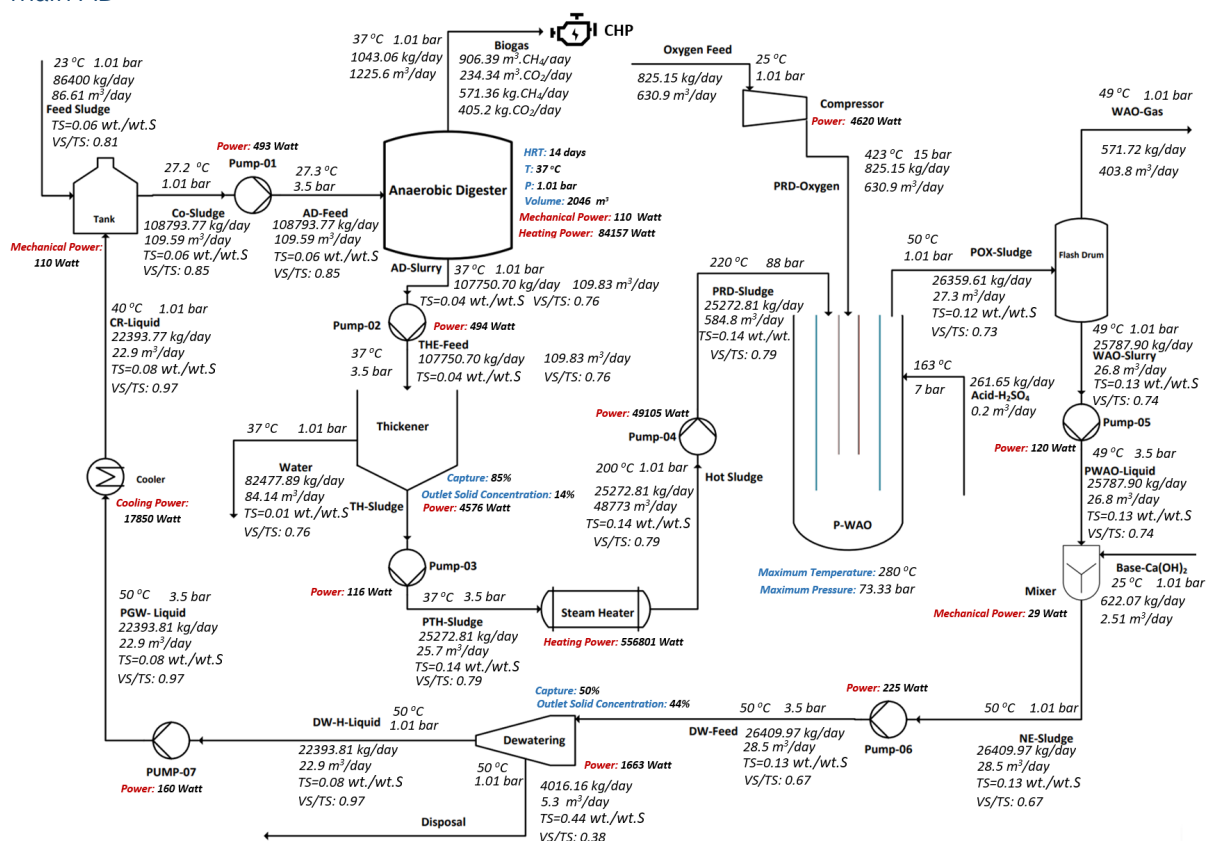 37 °C 1.01 bar
1043.06 kg/day
1225.6 m³/day
Biogas
906.39 m³.CH₄/day
234.34 m³.CO₂/day
571.36 kg.CH₄/day
405.2 kg.CO₂/day
CHP
Oxygen Feed
825.15 kg/day
630.9 m³/day
25 °C
1.01 bar
Compressor
Power: 4620 Watt
423 °C 15 bar
825.15 kg/day
630.9 m³/day
PRD-Oxygen
49 °C 1.01 bar
WAO-Gas
571.72 kg/day
403.8 m³/day
23 °C 1.01 bar
86400 kg/day
86.61 m³/day
Feed Sludge
TS=0.06 wt./wt.S
VS/TS: 0.81
Tank
Mechanical Power:
110 Watt
27.2 °C
1.01 bar
Co-Sludge
108793.77 kg/day
109.59 m³/day
TS=0.06 wt./wt.S
VS/TS: 0.85
Power: 493 Watt
Pump-01
27.3 °C
3.5 bar
AD-Feed
108793.77 kg/day
109.59 m³/day
TS=0.06 wt./wt.S
VS/TS: 0.85
Anaerobic Digester
HRT: 14 days
T: 37 °C
P: 1.01 bar
Volume: 2046 m³
Mechanical Power: 110 Watt
Heating Power: 84157 Watt
AD-Slurry
37 °C 1.01 bar
107750.70 kg/day 109.83 m³/day
TS=0.04 wt./wt.S VS/TS: 0.76
Pump-02
Power: 494 Watt
THE-Feed
37 °C
3.5 bar
107750.70 kg/day 109.83 m³/day
TS=0.04 wt./wt.S VS/TS: 0.76
Thickener
37 °C 1.01 bar
Water
82477.89 kg/day
84.14 m³/day
TS=0.01 wt./wt.S
VS/TS: 0.76
Capture: 85%
Outlet Solid Concentration: 14%
Power: 4576 Watt
TH-Sludge
Pump-03
Power: 116 Watt
37 °C 3.5 bar
PTH-Sludge
25272.81 kg/day
25.7 m³/day
TS=0.14 wt./wt.S
VS/TS: 0.79
Steam Heater
Heating Power: 556801 Watt
200 °C 1.01 bar
Hot Sludge
25272.81 kg/day
48773 m³/day
TS=0.14 wt./wt.S
VS/TS: 0.79
Power: 49105 Watt
Pump-04
220 °C 88 bar
PRD-Sludge
25272.81 kg/day
584.8 m³/day
TS=0.14 wt./wt.
VS/TS: 0.79
P-WAO
Maximum Temperature: 280 °C
Maximum Pressure: 73.33 bar
163 °C
7 bar
261.65 kg/day
Acid-H₂SO₄
0.2 m³/day
50 °C
1.01 bar
POX-Sludge
26359.61 kg/day
27.3 m³/day
TS=0.12 wt./wt.S
VS/TS: 0.73
Flash Drum
49 °C 1.01 bar
25787.90 kg/day
WAO-Slurry
26.8 m³/day
TS=0.13 wt./wt.S
VS/TS: 0.74
Pump-05
Power: 120 Watt
49 °C 3.5 bar
PWAO-Liquid
25787.90 kg/day
26.8 m³/day
TS=0.13 wt./wt.S
VS/TS: 0.74
Base-Ca(OH)₂
25 °C 1.01 bar
622.07 kg/day
2.51 m³/day
Mixer
Mechanical Power: 29 Watt
50 °C 1.01 bar
NE-Sludge
26409.97 kg/day
28.5 m³/day
TS=0.13 wt./wt.S
VS/TS: 0.67
Power: 225 Watt
Pump-06
50 °C 3.5 bar
DW-Feed
26409.97 kg/day
28.5 m³/day
TS=0.13 wt./wt.S
VS/TS: 0.67
Capture: 50%
Outlet Solid Concentration: 44%
Dewatering
Power: 1663 Watt
50 °C
1.01 bar
4016.16 kg/day
5.3 m³/day
TS=0.44 wt./wt.S
VS/TS: 0.38
Disposal
50 °C
DW-H-Liquid
1.01 bar
22393.81 kg/day
22.9 m³/day
TS=0.08 wt./wt.S
VS/TS: 0.97
PUMP-07
Power: 160 Watt
50 °C 3.5 bar
PGW- Liquid
22393.81 kg/day
22.9 m³/day
TS=0.08 wt./wt.S
VS/TS: 0.97
Cooler
Cooling Power:
17850 Watt
40 °C 1.01 bar
CR-Liquid
22393.77 kg/day
22.9 m³/day
TS=0.08 wt./wt.S
VS/TS: 0.97